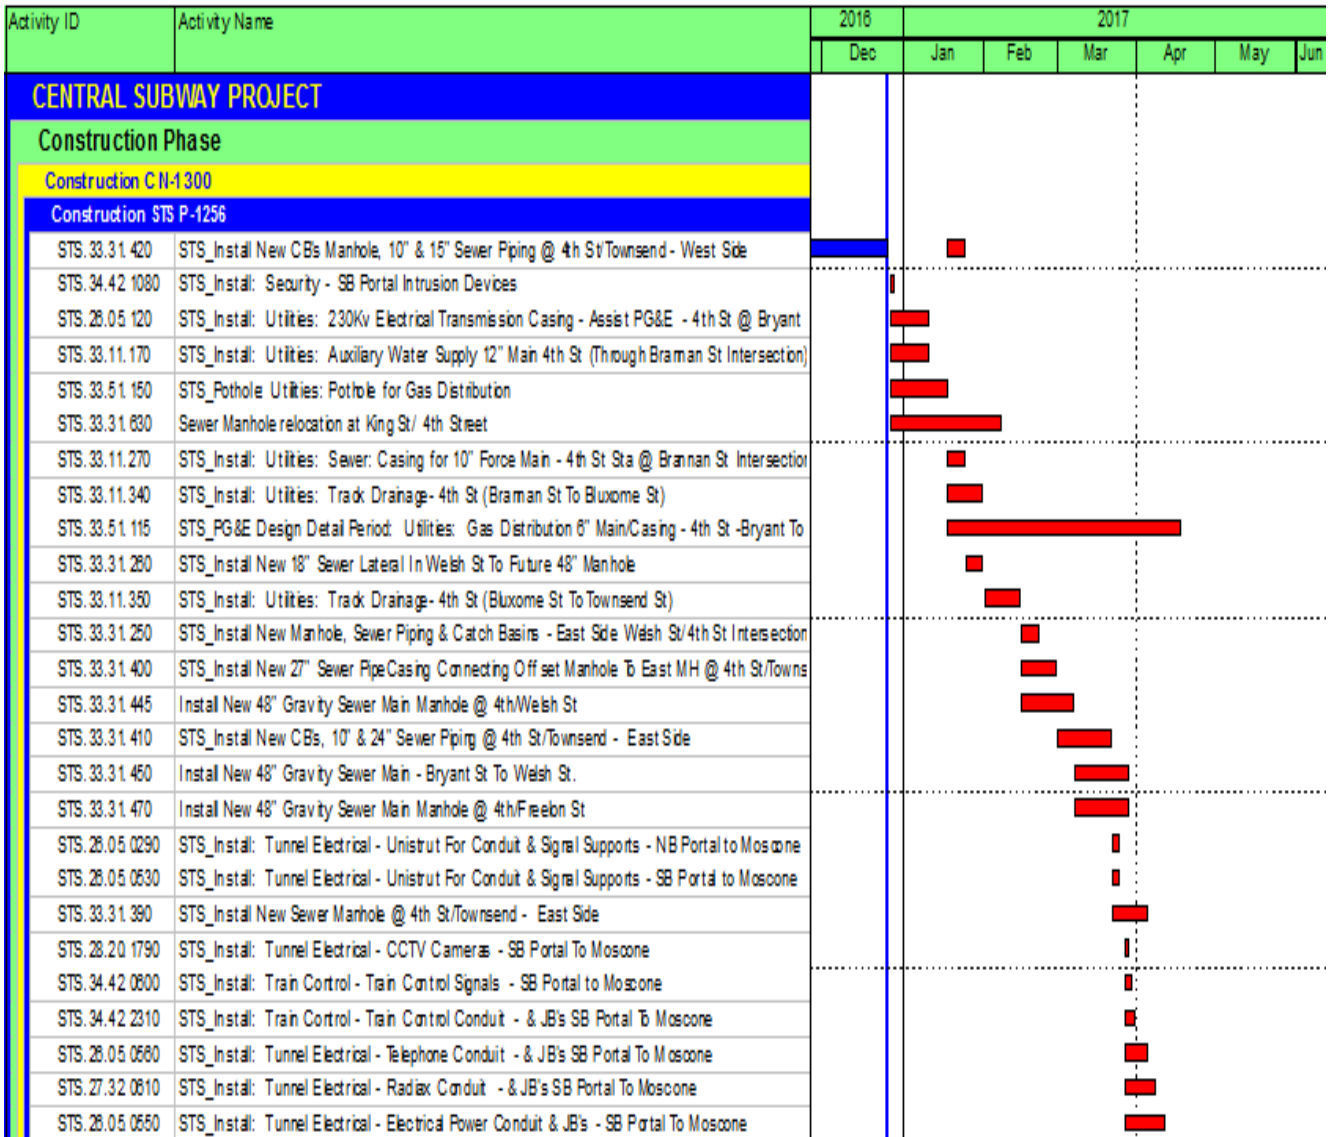 Activity ID Activity Name 2016 2017
Dec Jan Feb Mar Apr May Jun
CENTRAL SUBWAY PROJECT
Construction Phase
Construction CN-1300
Construction STS P-1256
STS.33.31.420 STS_Install New CB's Manhole, 10" & 15" Sewer Piping @ 4th St/Townsend - West Side
STS.34.42.1080 STS_Install: Security - SB Portal Intrusion Devices
STS.26.05.120 STS_Install: Utilities: 230Kv Electrical Transmission Casing - Assist PG&E - 4th St @ Bryant
STS.33.11.170 STS_Install: Utilities: Auxiliary Water Supply 12" Main 4th St (Through Brannan St Intersection)
STS.33.51.150 STS_Pothole Utilities: Pothole for Gas Distribution
STS.33.31.630 Sewer Manhole relocation at King St/ 4th Street
STS.33.11.270 STS_Install: Utilities: Sewer: Casing for 10" Force Main - 4th St Sta @ Brannan St Intersection
STS.33.11.340 STS_Install: Utilities: Track Drainage- 4th St (Brannan St To Bluxome St)
STS.33.51.115 STS_PG&E Design Detail Period: Utilities: Gas Distribution 6" Main/Casing - 4th St -Bryant To
STS.33.31.260 STS_Install New 18" Sewer Lateral In Welsh St To Future 48" Manhole
STS.33.11.350 STS_Install: Utilities: Track Drainage- 4th St (Bluxome St To Townsend St)
STS.33.31.250 STS_Install New Manhole, Sewer Piping & Catch Basins - East Side Welsh St/4th St Intersection
STS.33.31.400 STS_Install New 27" Sewer PipeCasing Connecting Offset Manhole To East MH @ 4th St/Towns
STS.33.31.445 Install New 48" Gravity Sewer Main Manhole @ 4th/Welsh St
STS.33.31.410 STS_Install New CB's, 10" & 24" Sewer Piping @ 4th St/Townsend - East Side
STS.33.31.450 Install New 48" Gravity Sewer Main - Bryant St To Welsh St.
STS.33.31.470 Install New 48" Gravity Sewer Main Manhole @ 4th/Freelon St
STS.26.05.0290 STS_Install: Tunnel Electrical - Unistrut For Conduit & Signal Supports - NB Portal to Moscone
STS.26.05.0530 STS_Install: Tunnel Electrical - Unistrut For Conduit & Signal Supports - SB Portal to Moscone
STS.33.31.390 STS_Install New Sewer Manhole @ 4th St/Townsend - East Side
STS.28.20.1790 STS_Install: Tunnel Electrical - CCTV Cameras - SB Portal To Moscone
STS.34.42.0600 STS_Install: Train Control - Train Control Signals - SB Portal to Moscone
STS.34.42.2310 STS_Install: Train Control - Train Control Conduit - & JB's SB Portal To Moscone
STS.26.05.0560 STS_Install: Tunnel Electrical - Telephone Conduit - & JB's SB Portal To Moscone
STS.27.32.0610 STS_Install: Tunnel Electrical - Radiax Conduit - & JB's SB Portal To Moscone
STS.26.05.0550 STS_Install: Tunnel Electrical - Electrical Power Conduit & JB's - SB Portal To Moscone